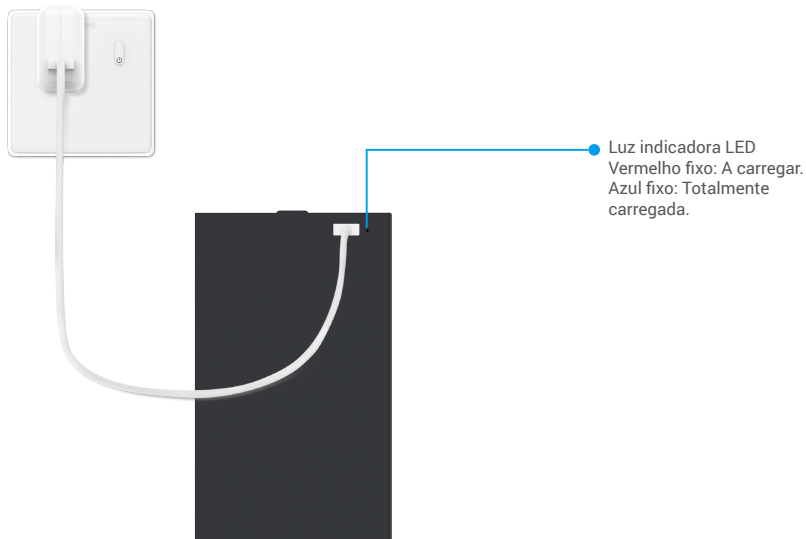 Luz indicadora LED
Vermelho fixo: A carregar.
Azul fixo: Totalmente
carregada.